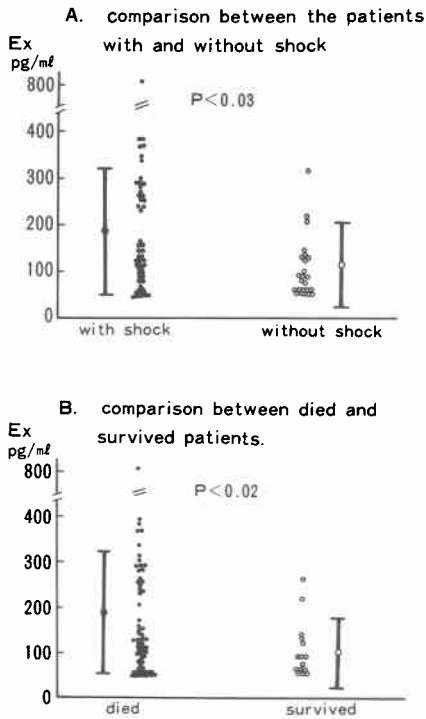 A. comparison between the patients
with and without shock
Ex
pg/mℓ
800
P<0.03
400
300
200
100
0
with shock
without shock
B. comparison between died and
survived patients.
Ex
pg/mℓ
800
P<0.02
400
300
200
100
0
died
survived